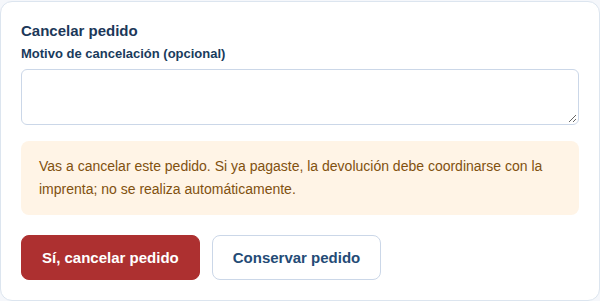 Cancelar pedido
Motivo de cancelación (opcional)
Vas a cancelar este pedido. Si ya pagaste, la devolución debe coordinarse con la
imprenta; no se realiza automáticamente.
Sí, cancelar pedido
Conservar pedido